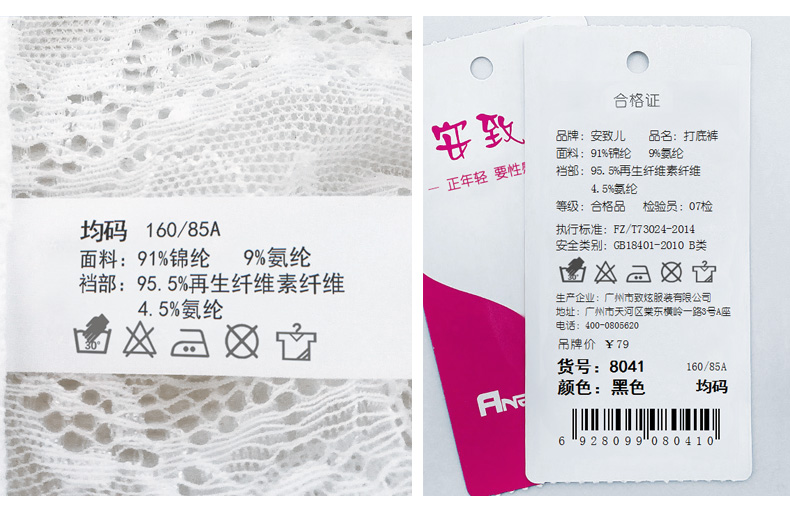 均码 160/85A
面料：91%锦纶 9%氨纶
裆部：95.5%再生纤维素纤维
4.5%氨纶
30°
安致
一 正年轻 要性感
合格证
品牌：安致儿 品名：打底裤
面料：91%锦纶 9%氨纶
裆部：95.5%再生纤维素纤维
4.5%氨纶
等级：合格品 检验员：07检
执行标准：FZ/T73024-2014
安全类别：GB18401-2010 B类
30°
生产企业：广州市致炫服装有限公司
地址：广州市天河区棠东横岭一路3号A座
电话：400-0805620
吊牌价 ￥79
货号：8041 160/85A
颜色：黑色 均码
6 928099 080410